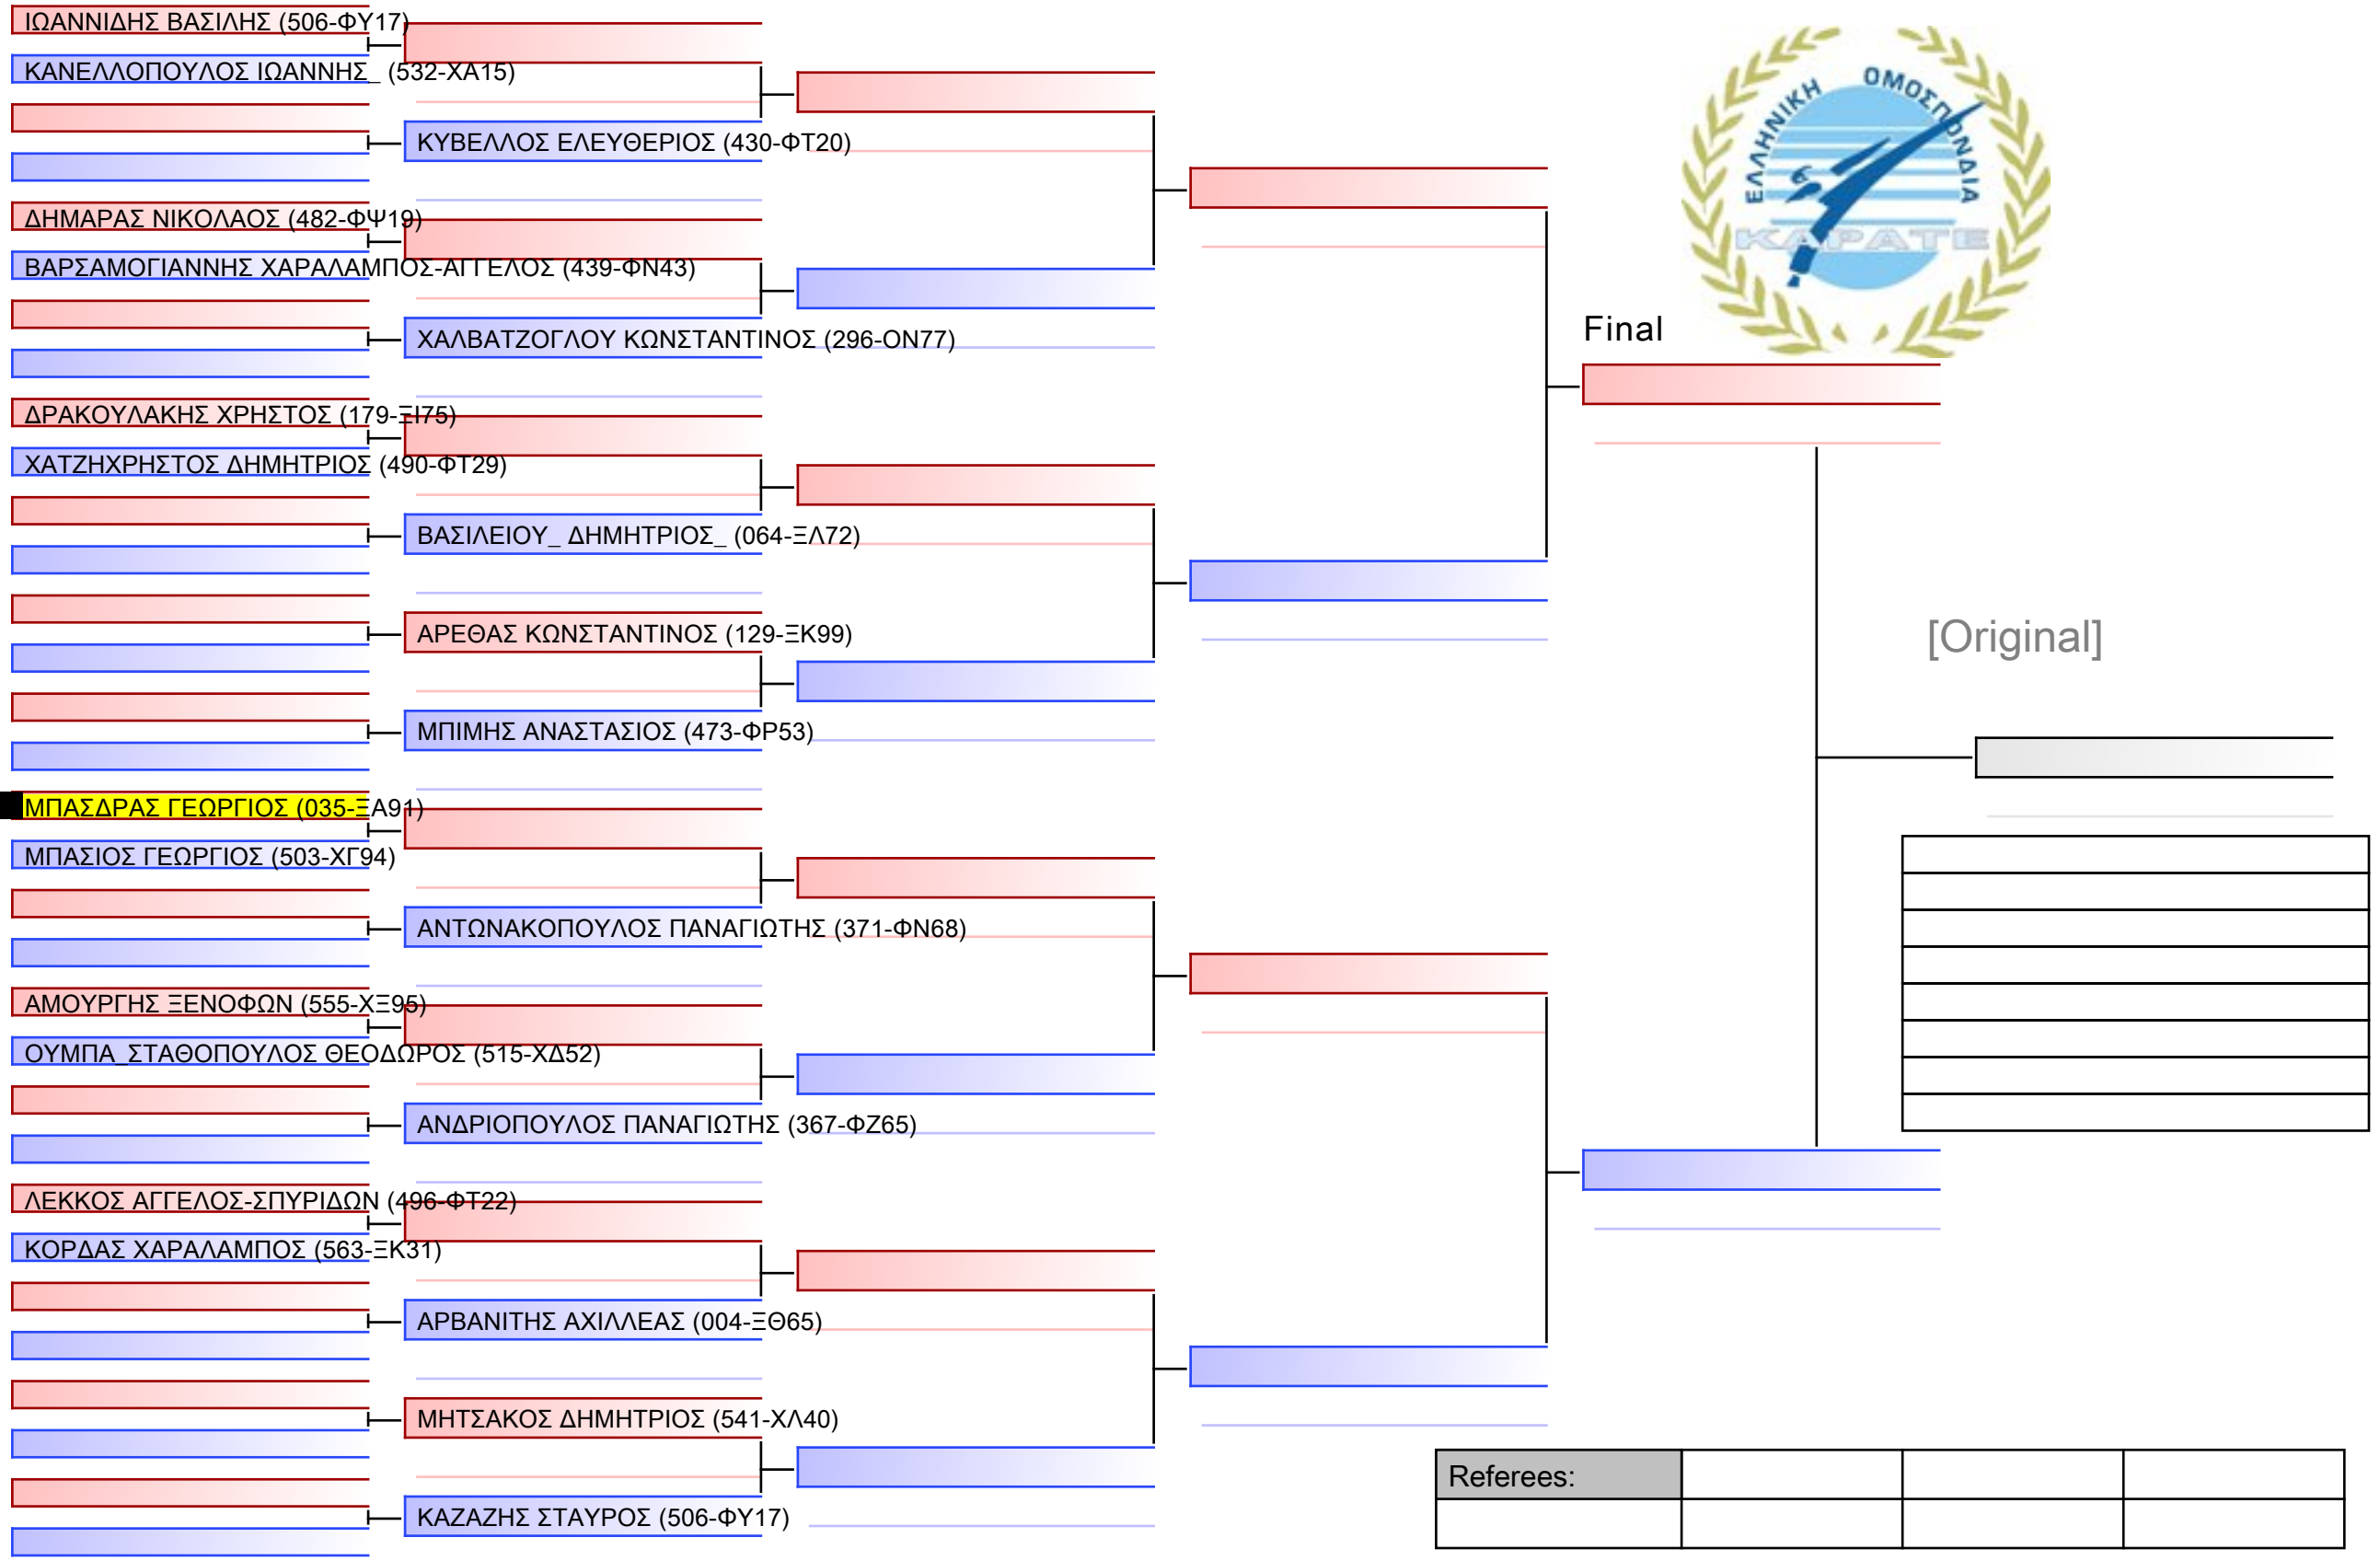 ΙΩΑΝΝΙΔΗΣ ΒΑΣΙΛΗΣ (506-ΦΥ17)
ΚΑΝΕΛΛΟΠΟΥΛΟΣ ΙΩΑΝΝΗΣ_ (532-ΧΑ15)
ΚΥΒΕΛΛΟΣ ΕΛΕΥΘΕΡΙΟΣ (430-ΦΤ20)
ΔΗΜΑΡΑΣ ΝΙΚΟΛΑΟΣ (482-ΦΨ19)
ΒΑΡΣΑΜΟΓΙΑΝΝΗΣ ΧΑΡΑΛΑΜΠΟΣ-ΑΓΓΕΛΟΣ (439-ΦΝ43)
ΧΑΛΒΑΤΖΟΓΛΟΥ ΚΩΝΣΤΑΝΤΙΝΟΣ (296-ΟΝ77)
ΔΡΑΚΟΥΛΑΚΗΣ ΧΡΗΣΤΟΣ (179-ΞΙ75)
ΧΑΤΖΗΧΡΗΣΤΟΣ ΔΗΜΗΤΡΙΟΣ (490-ΦΤ29)
ΒΑΣΙΛΕΙΟΥ_ ΔΗΜΗΤΡΙΟΣ_ (064-ΞΛ72)
ΑΡΕΘΑΣ ΚΩΝΣΤΑΝΤΙΝΟΣ (129-ΞΚ99)
ΜΠΙΜΗΣ ΑΝΑΣΤΑΣΙΟΣ (473-ΦΡ53)
ΜΠΑΣΔΡΑΣ ΓΕΩΡΓΙΟΣ (035-ΞΑ91)
ΜΠΑΣΙΟΣ ΓΕΩΡΓΙΟΣ (503-ΧΓ94)
ΑΝΤΩΝΑΚΟΠΟΥΛΟΣ ΠΑΝΑΓΙΩΤΗΣ (371-ΦΝ68)
ΑΜΟΥΡΓΗΣ ΞΕΝΟΦΩΝ (555-ΧΞ95)
ΟΥΜΠΑ_ΣΤΑΘΟΠΟΥΛΟΣ ΘΕΟΔΩΡΟΣ (515-ΧΔ52)
ΑΝΔΡΙΟΠΟΥΛΟΣ ΠΑΝΑΓΙΩΤΗΣ (367-ΦΖ65)
ΛΕΚΚΟΣ ΑΓΓΕΛΟΣ-ΣΠΥΡΙΔΩΝ (496-ΦΤ22)
ΚΟΡΔΑΣ ΧΑΡΑΛΑΜΠΟΣ (563-ΞΚ31)
ΑΡΒΑΝΙΤΗΣ ΑΧΙΛΛΕΑΣ (004-ΞΘ65)
ΜΗΤΣΑΚΟΣ ΔΗΜΗΤΡΙΟΣ (541-ΧΛ40)
ΚΑΖΑΖΗΣ ΣΤΑΥΡΟΣ (506-ΦΥ17)
ΕΛΛΗΝΙΚΗ ΟΜΟΣΠΟΝΔΙΑ
ΚΑΡΑΤΕ
Final
[Original]
Referees: